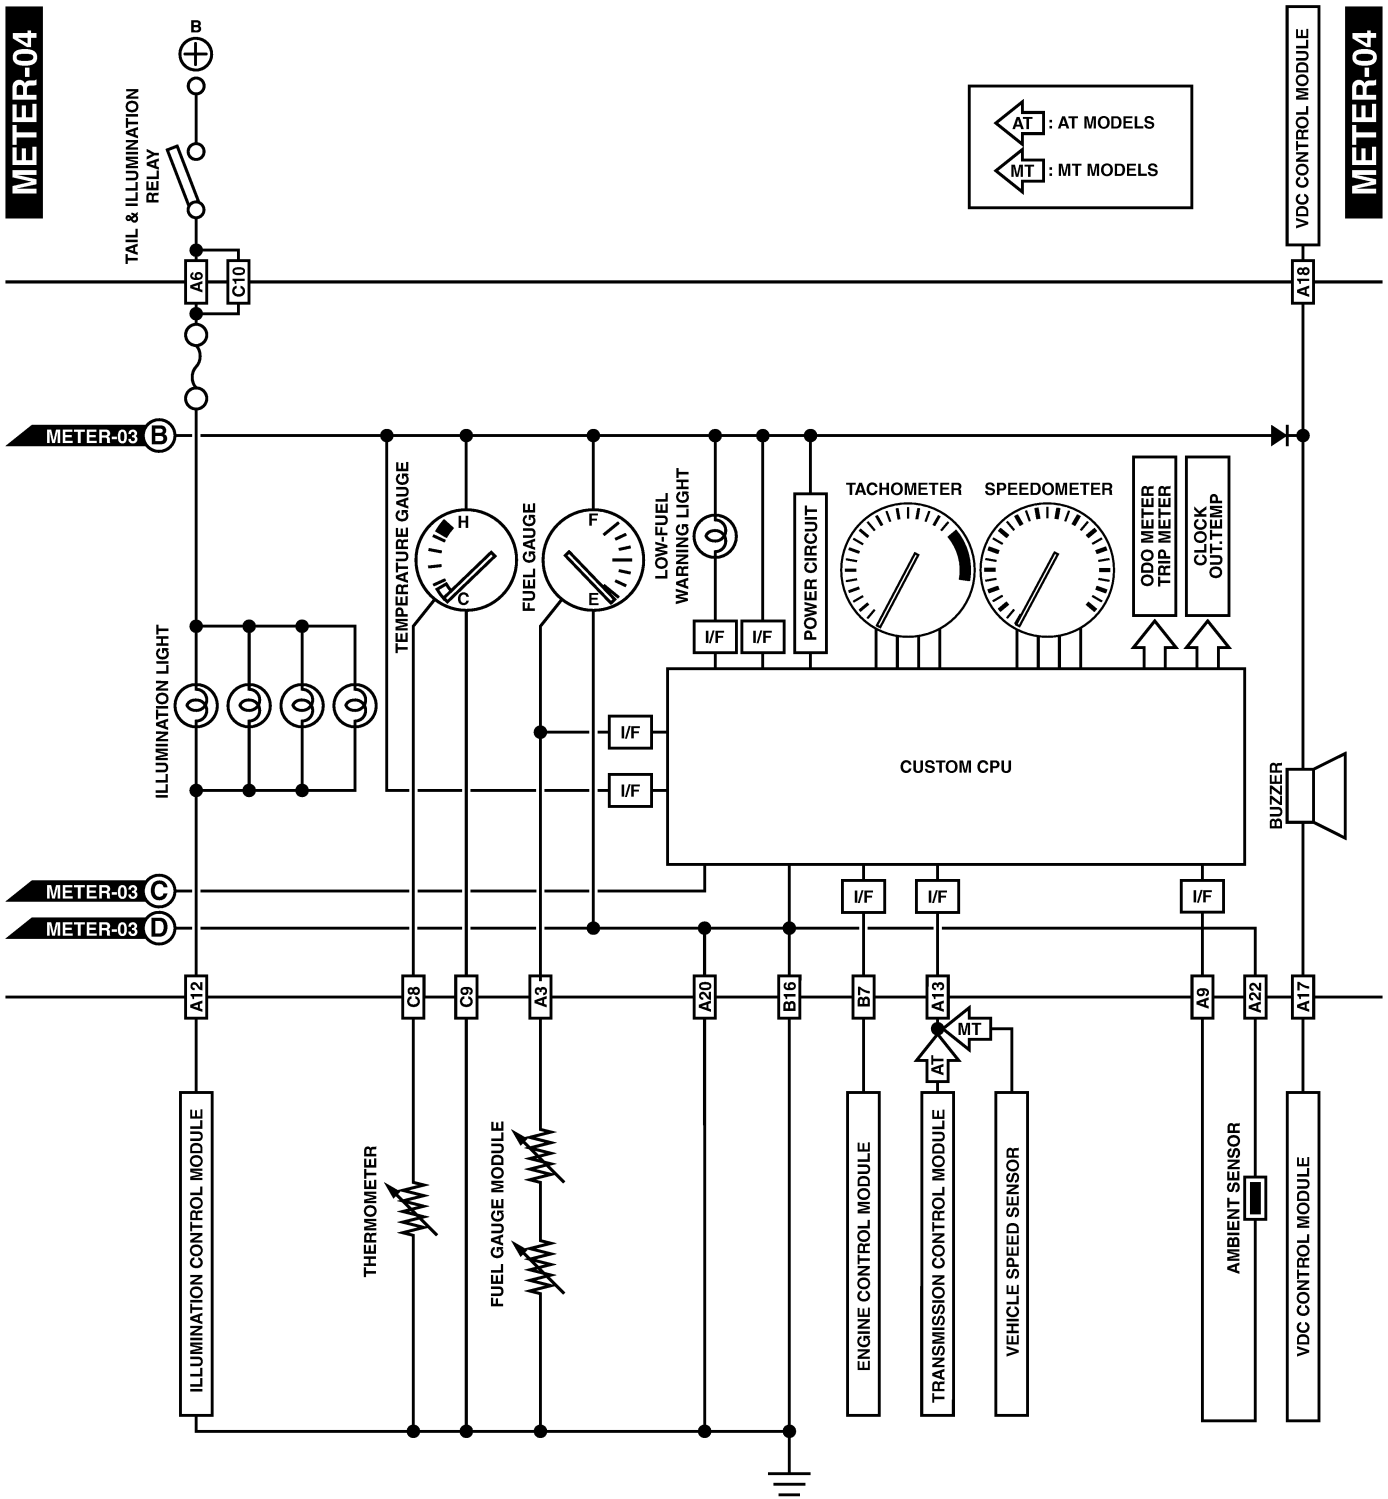 METER-04
METER-04
B
TAIL & ILLUMINATION
RELAY
AT
: AT MODELS
MT
: MT MODELS
VDC CONTROL MODULE
A6
C10
A18
METER-03
B
TEMPERATURE GAUGE
H
C
FUEL GAUGE
F
E
LOW-FUEL
WARNING LIGHT
POWER CIRCUIT
TACHOMETER
SPEEDOMETER
ODO METER
TRIP METER
CLOCK
OUT.TEMP
I/F
I/F
ILLUMINATION LIGHT
I/F
I/F
CUSTOM CPU
BUZZER
METER-03
C
I/F
I/F
I/F
METER-03
D
A12
C8
C9
A3
A20
B16
B7
A13
A9
A22
A17
MT
AT
ILLUMINATION CONTROL MODULE
THERMOMETER
FUEL GAUGE MODULE
ENGINE CONTROL MODULE
TRANSMISSION CONTROL MODULE
VEHICLE SPEED SENSOR
AMBIENT SENSOR
VDC CONTROL MODULE